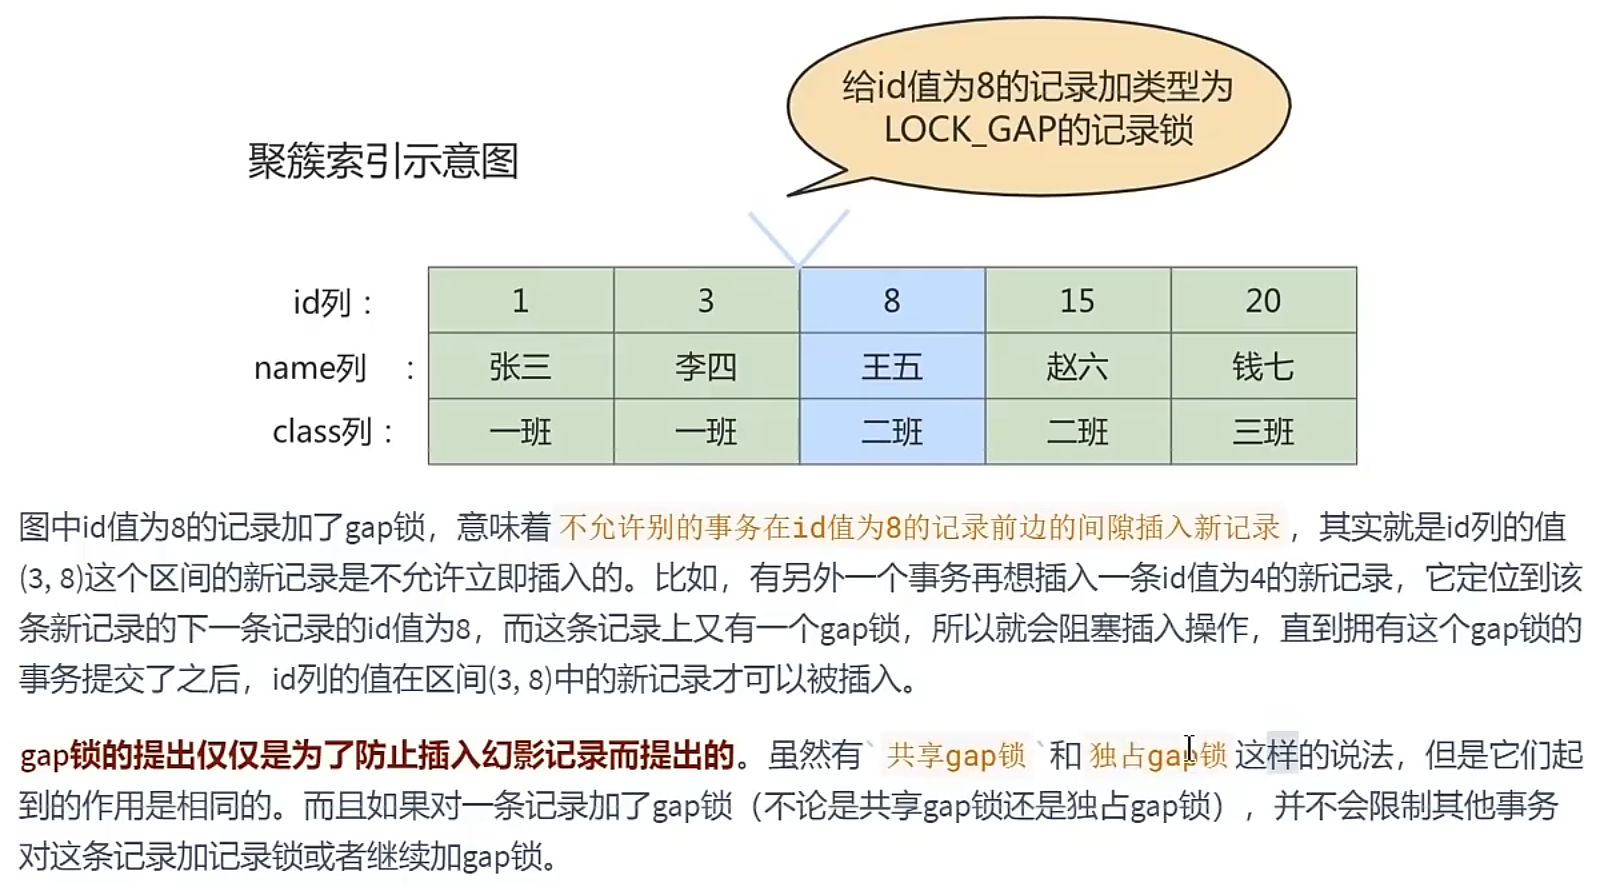 给id值为8的记录加类型为
LOCK_GAP的记录锁
聚簇索引示意图
id列： 1 3 8 15 20
name列 ： 张三 李四 王五 赵六 钱七
class列： 一班 一班 二班 二班 三班
图中id值为8的记录加了gap锁，意味着 不允许别的事务在id值为8的记录前边的间隙插入新记录 ，其实就是id列的值
(3, 8)这个区间的新记录是不允许立即插入的。比如，有另外一个事务再想插入一条id值为4的新记录，它定位到该
条新记录的下一条记录的id值为8，而这条记录上又有一个gap锁，所以就会阻塞插入操作，直到拥有这个gap锁的
事务提交了之后，id列的值在区间(3, 8)中的新记录才可以被插入。
gap锁的提出仅仅是为了防止插入幻影记录而提出的。虽然有` 共享gap锁 `和 独占gap锁 这样的说法，但是它们起
到的作用是相同的。而且如果对一条记录加了gap锁（不论是共享gap锁还是独占gap锁），并不会限制其他事务
对这条记录加记录锁或者继续加gap锁。